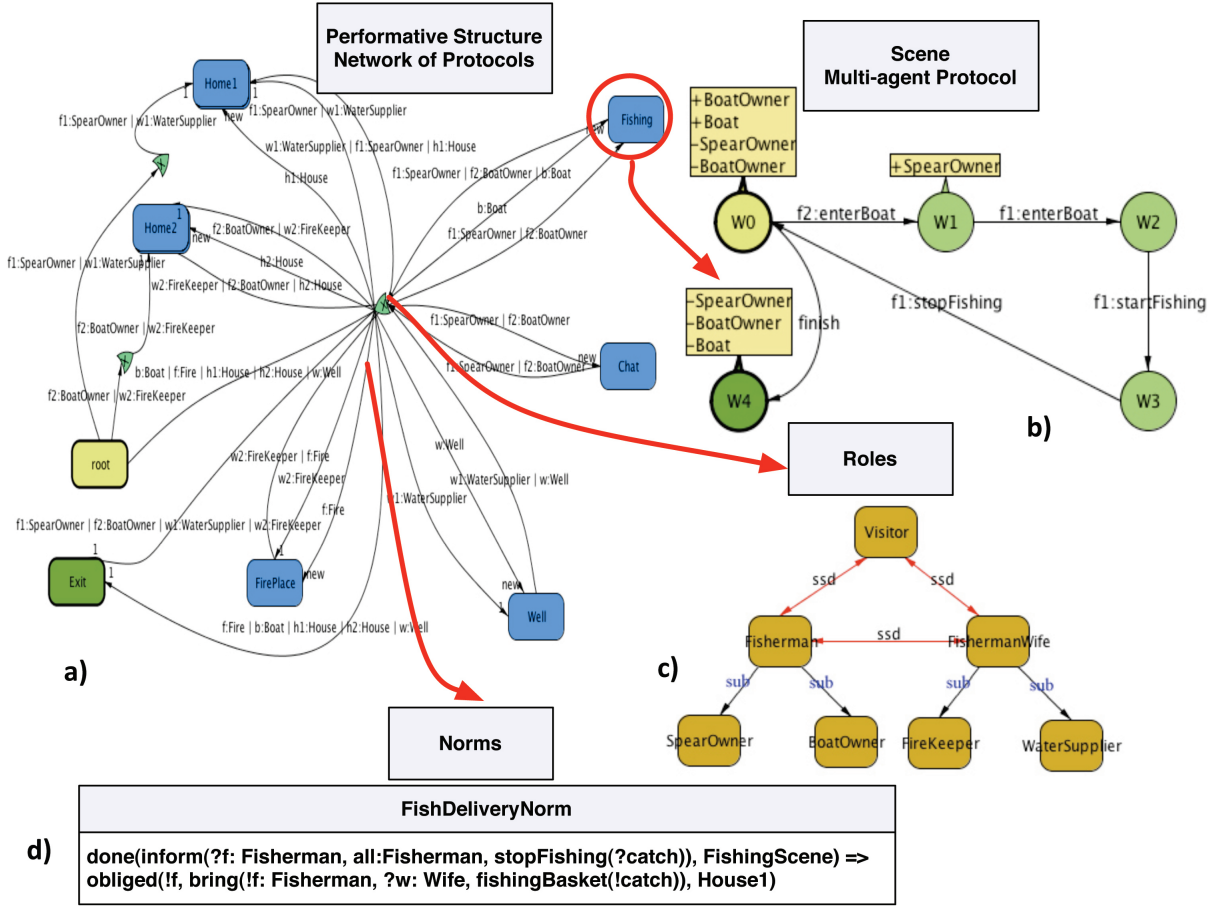 Performative Structure
Network of Protocols
Scene
Multi-agent Protocol
Home1
1
1
new
f1:SpearOwner | w1:WaterSupplier
f1:SpearOwner | w1:WaterSupplier
w1:WaterSupplier | f1:SpearOwner | h1:House
h1:House
Fishing
new
f1:SpearOwner | f2:BoatOwner | b:Boat
b:Boat
f1:SpearOwner | f2:BoatOwner
Home2
1
new
1
f2:BoatOwner | w2:FireKeeper
h2:House
f1:SpearOwner | w1:WaterSupplier
w2:FireKeeper | f2:BoatOwner | h2:House
f2:BoatOwner | w2:FireKeeper
f1:SpearOwner | f2:BoatOwner
new
f1:SpearOwner | f2:BoatOwner
Chat
b:Boat | f:Fire | h1:House | h2:House | w:Well
f2:BoatOwner | w2:FireKeeper
root
w:Well
w2:FireKeeper | f:Fire
w2:FireKeeper
w1:WaterSupplier | w:Well
w1:WaterSupplier
f:Fire
f1:SpearOwner | f2:BoatOwner | w1:WaterSupplier | w2:FireKeeper
1
1
Exit
1
FirePlace
new
new
1
Well
f:Fire | b:Boat | h1:House | h2:House | w:Well
a)
+BoatOwner
+Boat
-SpearOwner
-BoatOwner
+SpearOwner
W0
f2:enterBoat
W1
f1:enterBoat
W2
-SpearOwner
-BoatOwner
-Boat
finish
f1:stopFishing
f1:startFishing
W4
W3
b)
Roles
Visitor
ssd
ssd
Fisherman
ssd
FishermanWife
c)
sub
sub
sub
sub
SpearOwner
BoatOwner
FireKeeper
WaterSupplier
Norms
FishDeliveryNorm
d)
done(inform(?f: Fisherman, all:Fisherman, stopFishing(?catch)), FishingScene) =>
obliged(!f, bring(!f: Fisherman, ?w: Wife, fishingBasket(!catch)), House1)